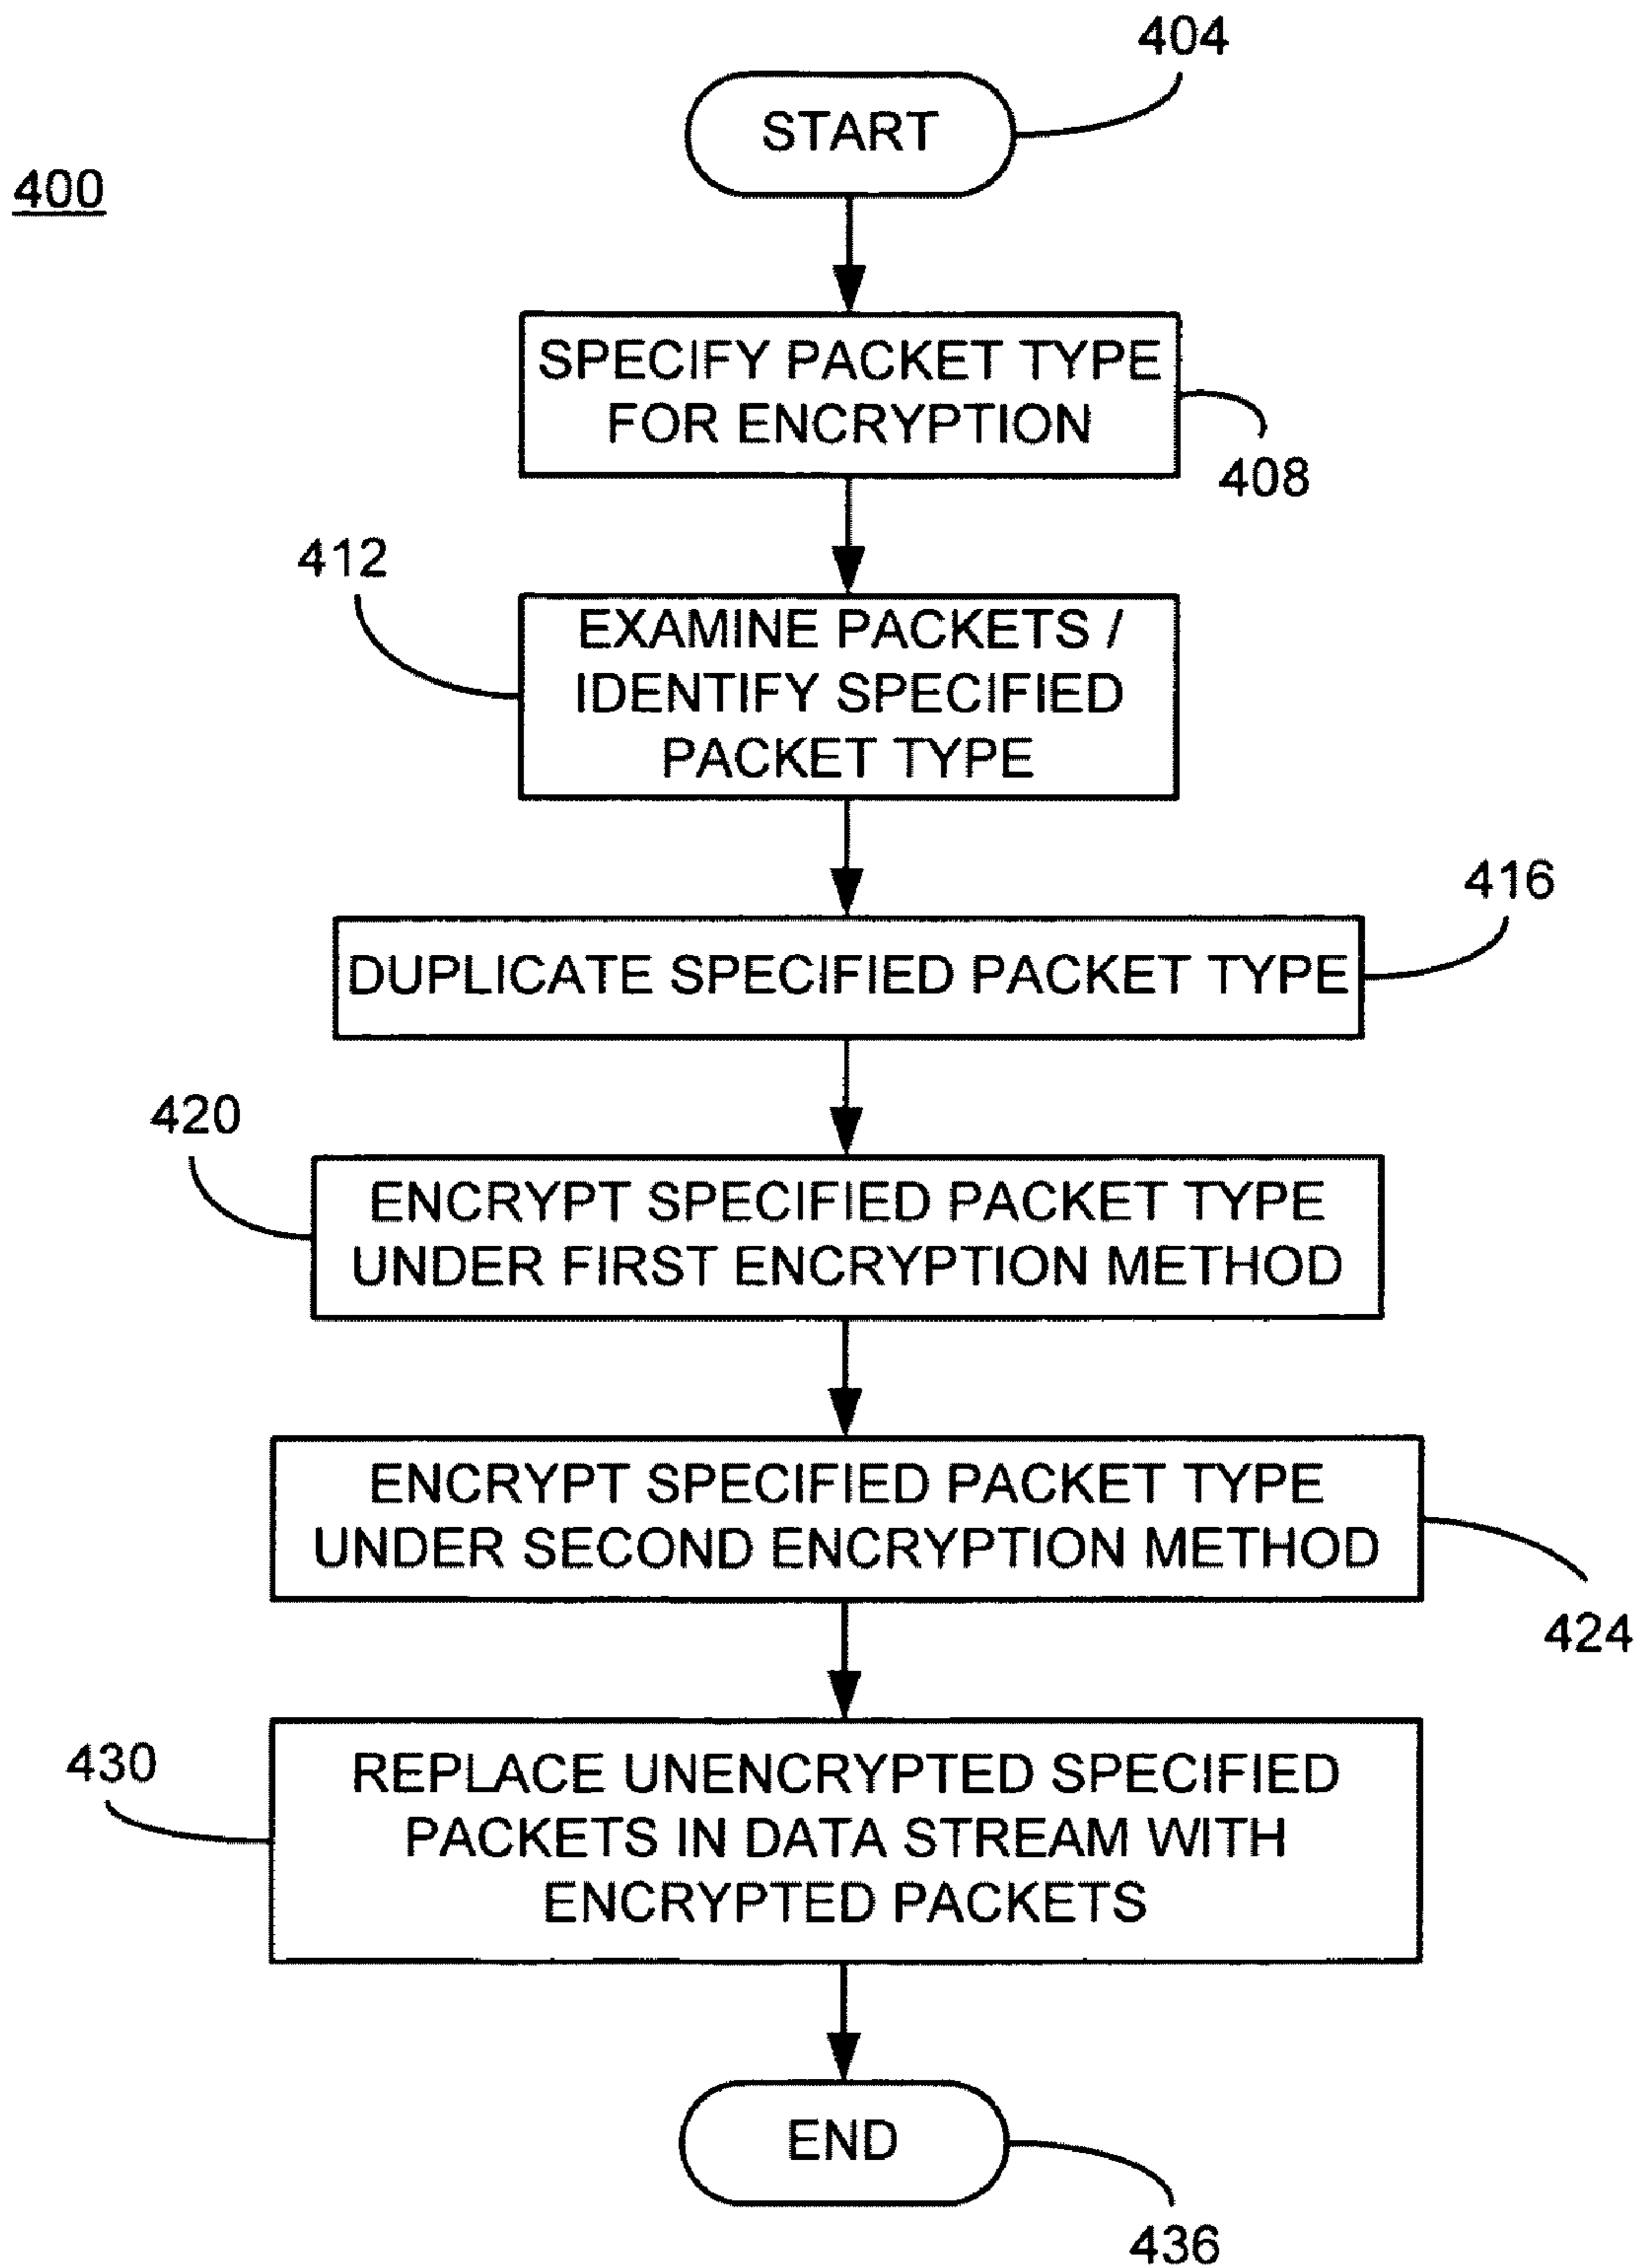 404
START
400
SPECIFY PACKET TYPE
FOR ENCRYPTION
408
412
EXAMINE PACKETS /
IDENTIFY SPECIFIED
PACKET TYPE
416
DUPLICATE SPECIFIED PACKET TYPE
420
ENCRYPT SPECIFIED PACKET TYPE
UNDER FIRST ENCRYPTION METHOD
ENCRYPT SPECIFIED PACKET TYPE
UNDER SECOND ENCRYPTION METHOD
424
430
REPLACE UNENCRYPTED SPECIFIED
PACKETS IN DATA STREAM WITH
ENCRYPTED PACKETS
END
436